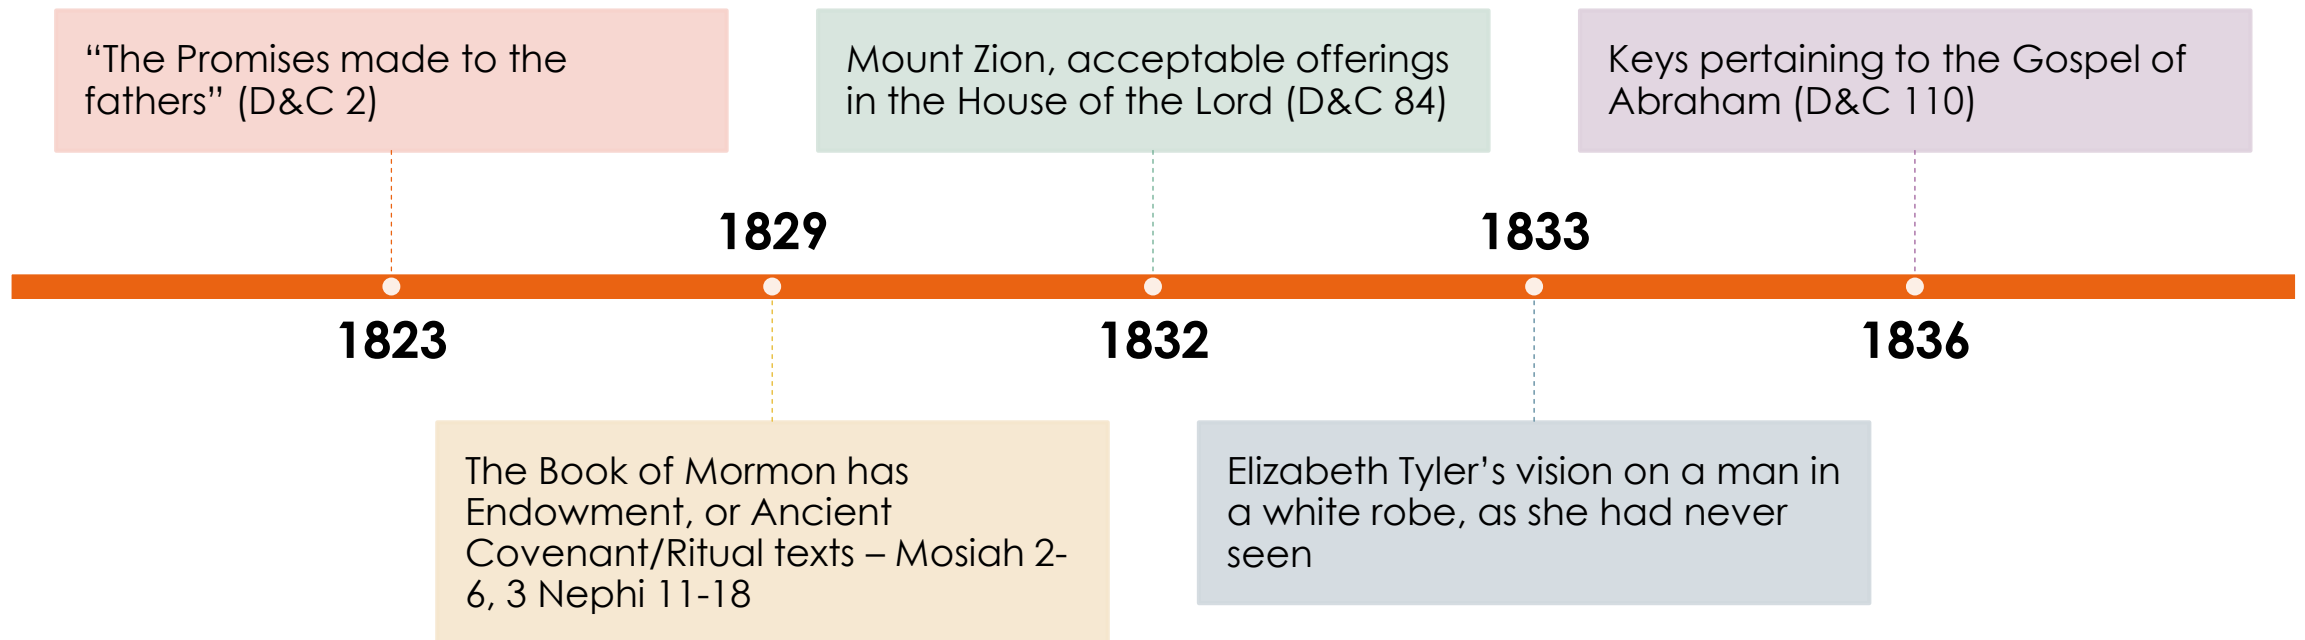 “The Promises made to the
fathers” (D&C 2)
Mount Zion, acceptable offerings
in the House of the Lord (D&C 84)
Keys pertaining to the Gospel of
Abraham (D&C 110)
1829
1833
1823
1832
1836
The Book of Mormon has
Endowment, or Ancient
Covenant/Ritual texts – Mosiah 2-
6, 3 Nephi 11-18
Elizabeth Tyler’s vision on a man in
a white robe, as she had never
seen